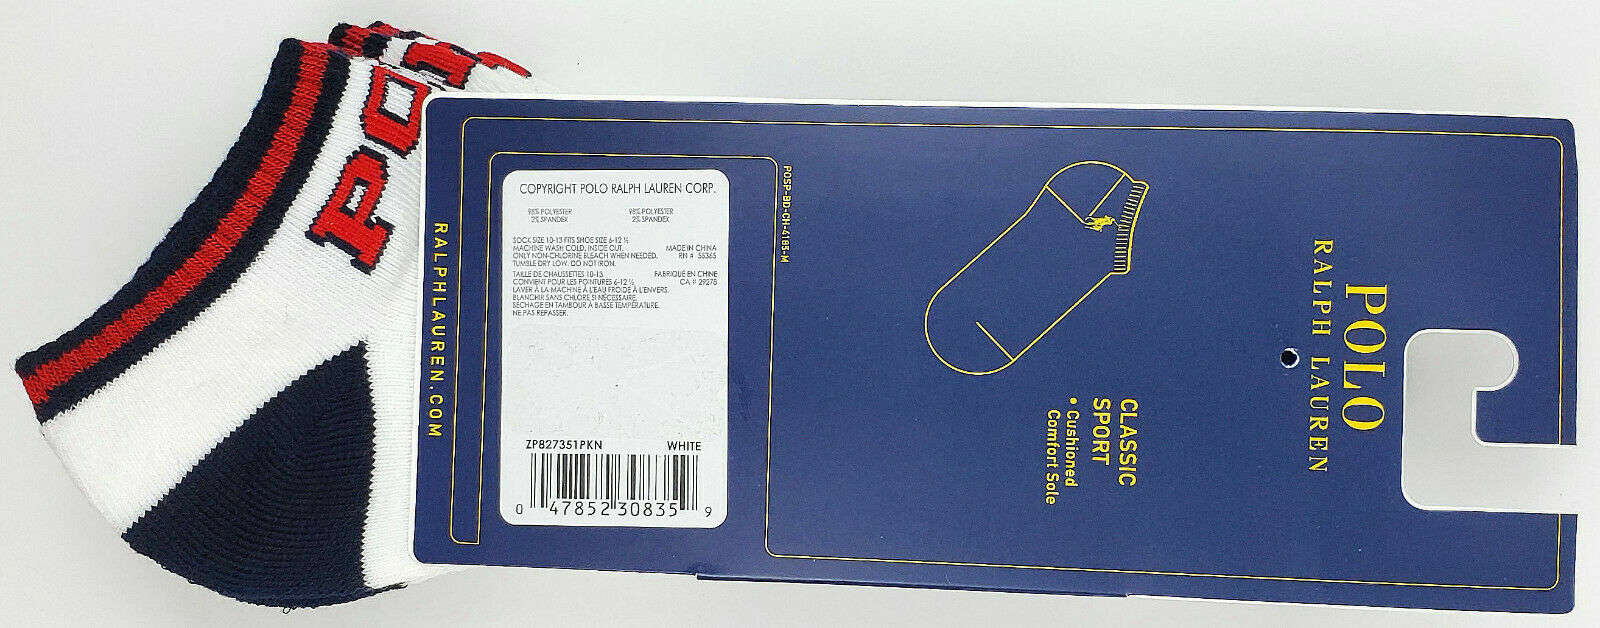 POLO
COPYRIGHT POLO RALPH LAUREN CORP.
98% POLYESTER 98% POLYESTER
2% SPANDEX 2% SPANDEX
SOCK SIZE 10-13 FITS SHOE SIZE 6-12 ½
MACHINE WASH COLD, INSIDE OUT. MADE IN CHINA
ONLY NON-CHLORINE BLEACH WHEN NEEDED. RN # 55365
TUMBLE DRY LOW. DO NOT IRON.
TAILLE DE CHAUSSETTES 10-13 FABRIQUÉ EN CHINE
CONVIENT POUR LES POINTURES 6-12 ½ CA # 29278
LAVER À LA MACHINE À L'EAU FROIDE À L'ENVERS.
BLANCHIR SANS CHLORE SI NÉCESSAIRE.
SÉCHAGE EN TAMBOUR À BASSE TEMPÉRATURE.
NE PAS REPASSER.
ZP827351PKN WHITE
0 47852 30835 9
RALPHLAUREN.COM
POSP-BD-CH-4185-M
CLASSIC
SPORT
• Cushioned
Comfort Sole
POLO
RALPH LAUREN